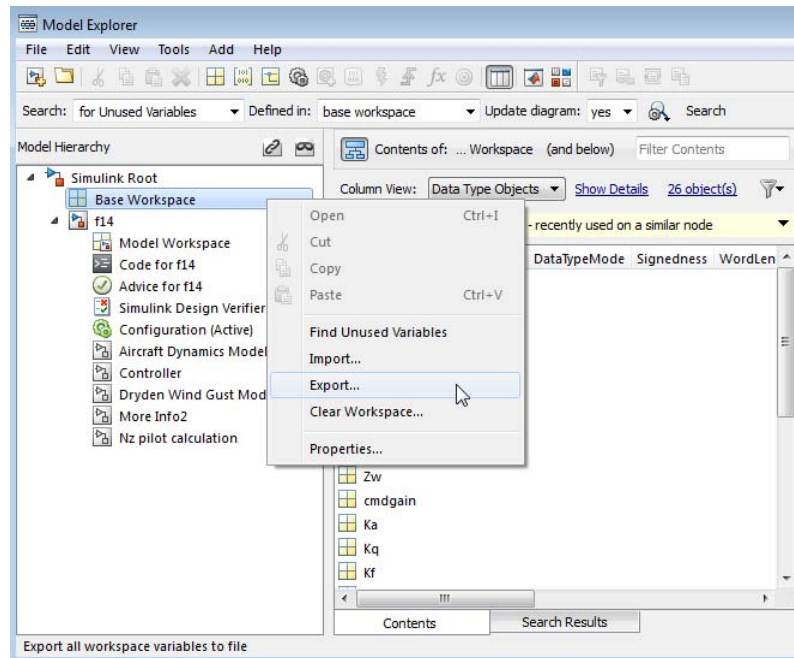 Model Explorer
File Edit View Tools Add Help
Search: for Unused Variables Defined in: base workspace Update diagram: yes Search
Model Hierarchy Contents of: ... Workspace (and below) Filter Contents
Simulink Root
Column View: Data Type Objects Show Details 26 object(s)
Base Workspace
f14
Open Ctrl+I
- recently used on a similar node
Model Workspace
Cut
Code for f14
Copy
DataTypeMode Signedness WordLen
Advice for f14
Paste Ctrl+V
Simulink Design Verifier
Configuration (Active)
Find Unused Variables
Aircraft Dynamics Model
Import...
Controller
Export...
Dryden Wind Gust Mod
Clear Workspace...
More Info2
Nz pilot calculation
Properties...
Zw
cmdgain
Ka
Kq
Kf
Contents Search Results
Export all workspace variables to file